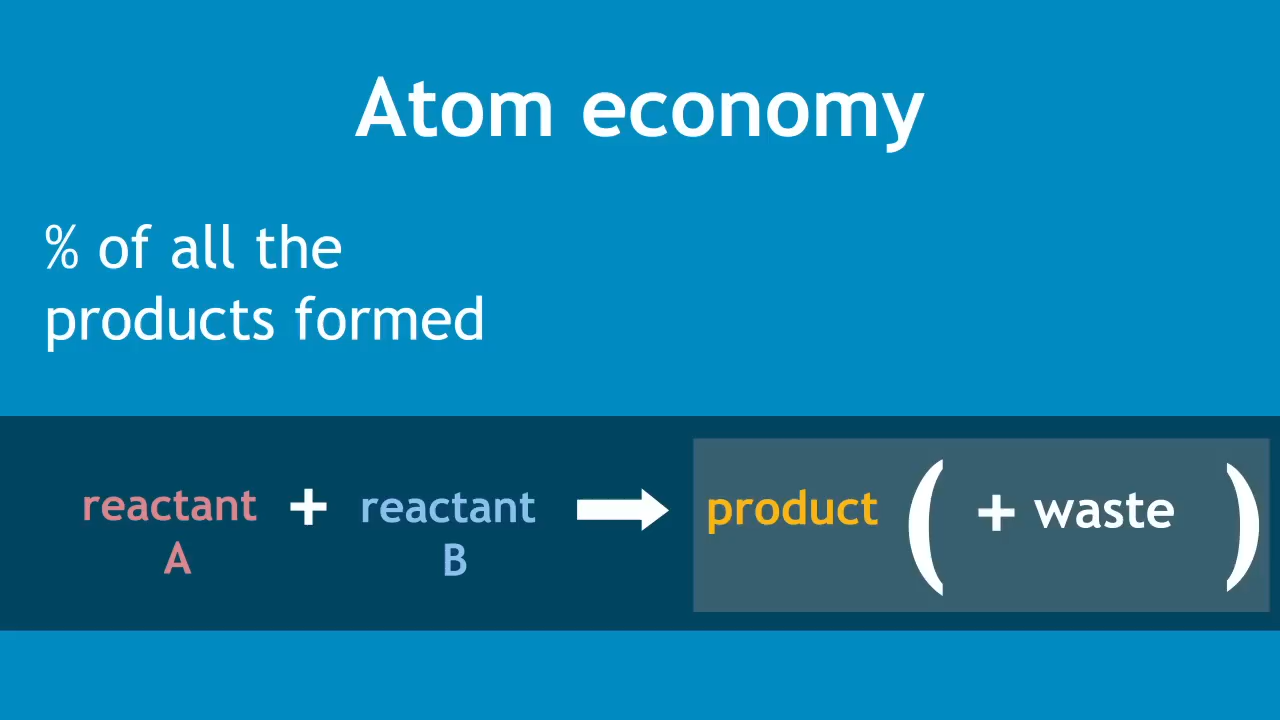 Atom economy
% of all the
products formed
reactant + reactant product ( + waste )
A B